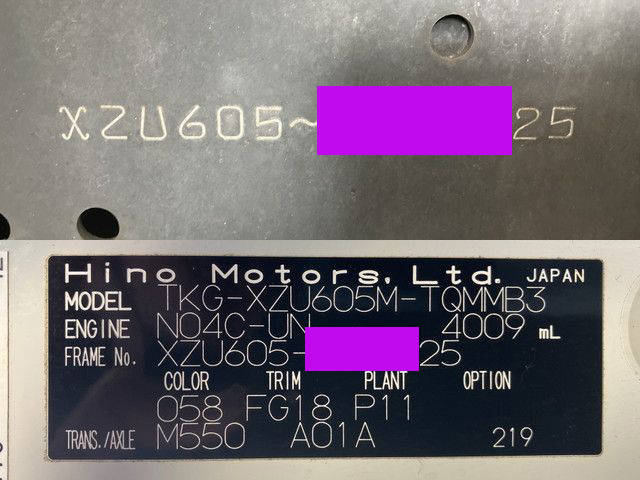 XZU605~ 25
Hino Motors, Ltd. JAPAN
MODEL TKG-XZU605M-TQMMB3
ENGINE N04C-UN 4009 mL
FRAME No. XZU605- 25
COLOR TRIM PLANT OPTION
058 FG18 P11
TRANS./AXLE M550 A01A 219